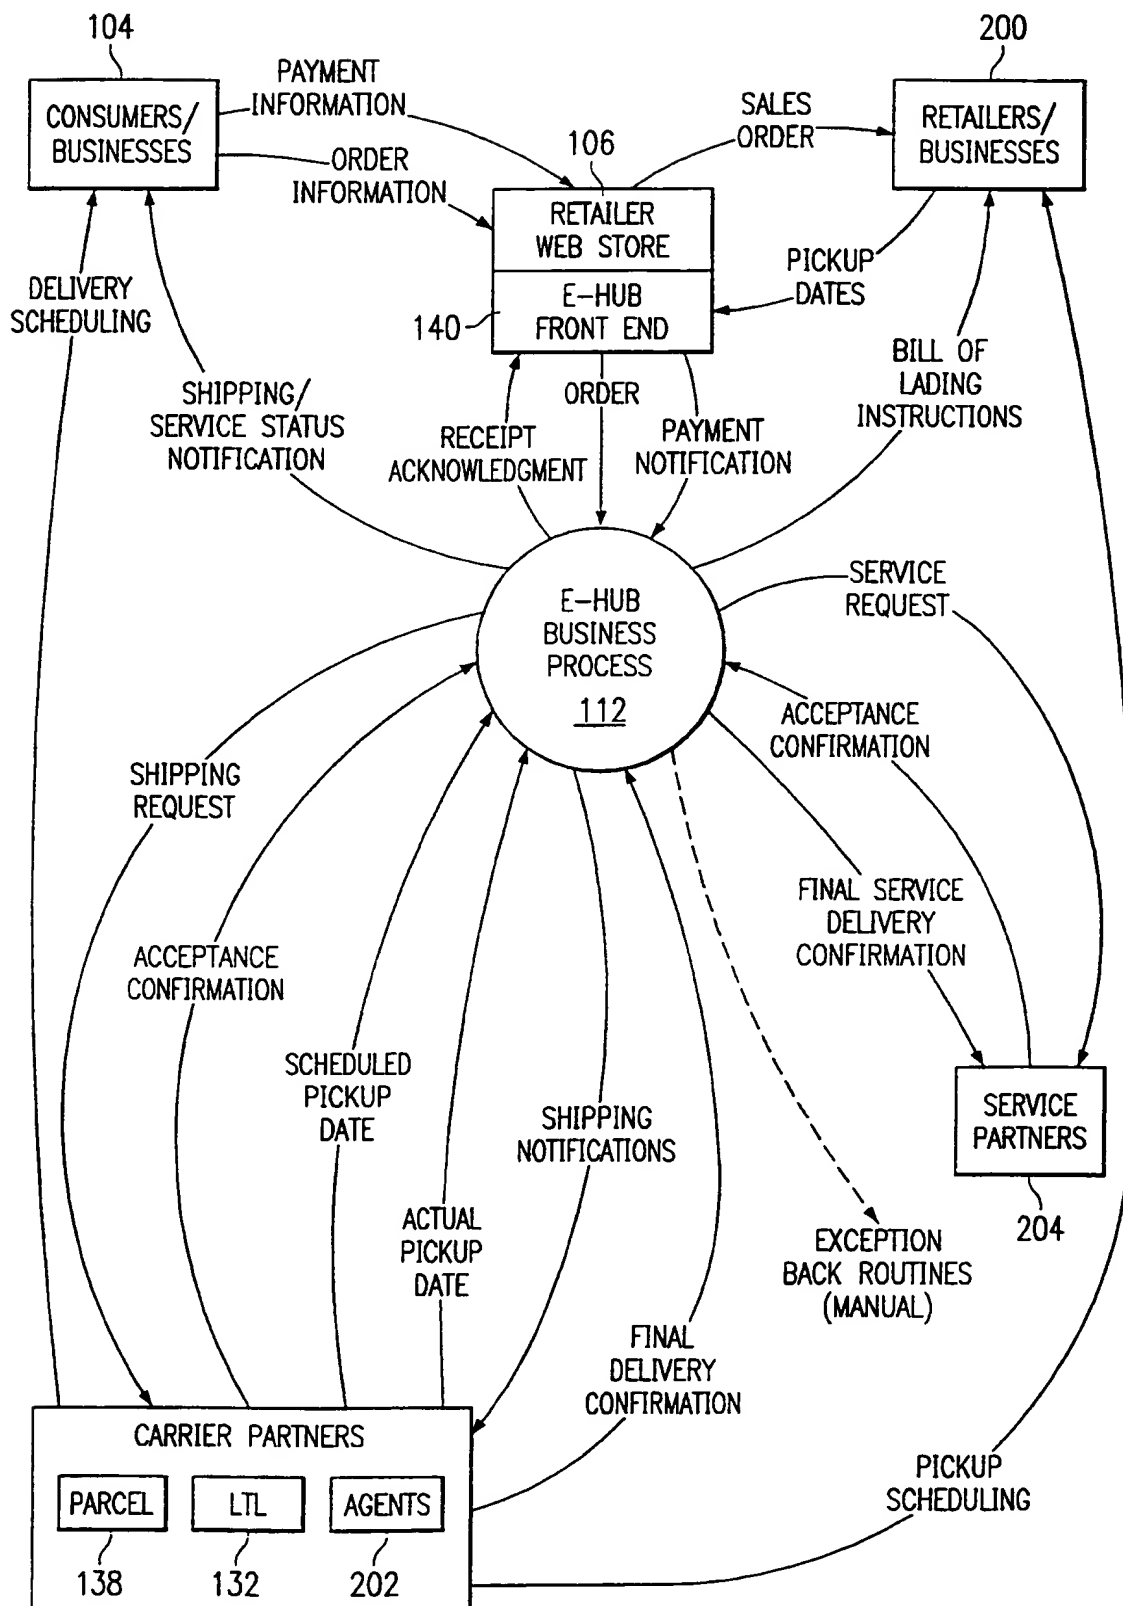 104
200
PAYMENT
INFORMATION
CONSUMERS/
BUSINESSES
SALES
ORDER
RETAILERS/
BUSINESSES
ORDER
INFORMATION
106
RETAILER
WEB STORE
PICKUP
DATES
DELIVERY
SCHEDULING
E-HUB
FRONT END
140
BILL OF
LADING
INSTRUCTIONS
SHIPPING/
SERVICE STATUS
NOTIFICATION
ORDER
RECEIPT
ACKNOWLEDGMENT
PAYMENT
NOTIFICATION
SERVICE
REQUEST
E-HUB
BUSINESS
PROCESS
112
ACCEPTANCE
CONFIRMATION
SHIPPING
REQUEST
FINAL SERVICE
DELIVERY
CONFIRMATION
ACCEPTANCE
CONFIRMATION
SCHEDULED
PICKUP
DATE
SHIPPING
NOTIFICATIONS
SERVICE
PARTNERS
204
ACTUAL
PICKUP
DATE
EXCEPTION
BACK ROUTINES
(MANUAL)
FINAL
DELIVERY
CONFIRMATION
CARRIER PARTNERS
PARCEL
LTL
AGENTS
138
132
202
PICKUP
SCHEDULING